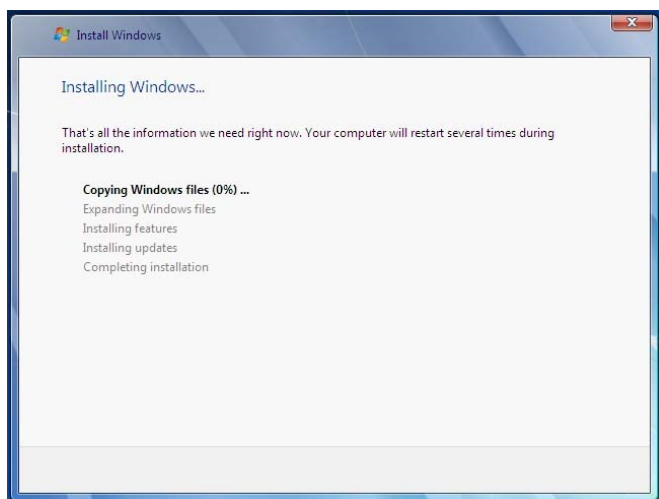 Install Windows
Installing Windows...
That's all the information we need right now. Your computer will restart several times during
installation.
Copying Windows files (0%) ...
Expanding Windows files
Installing features
Installing updates
Completing installation